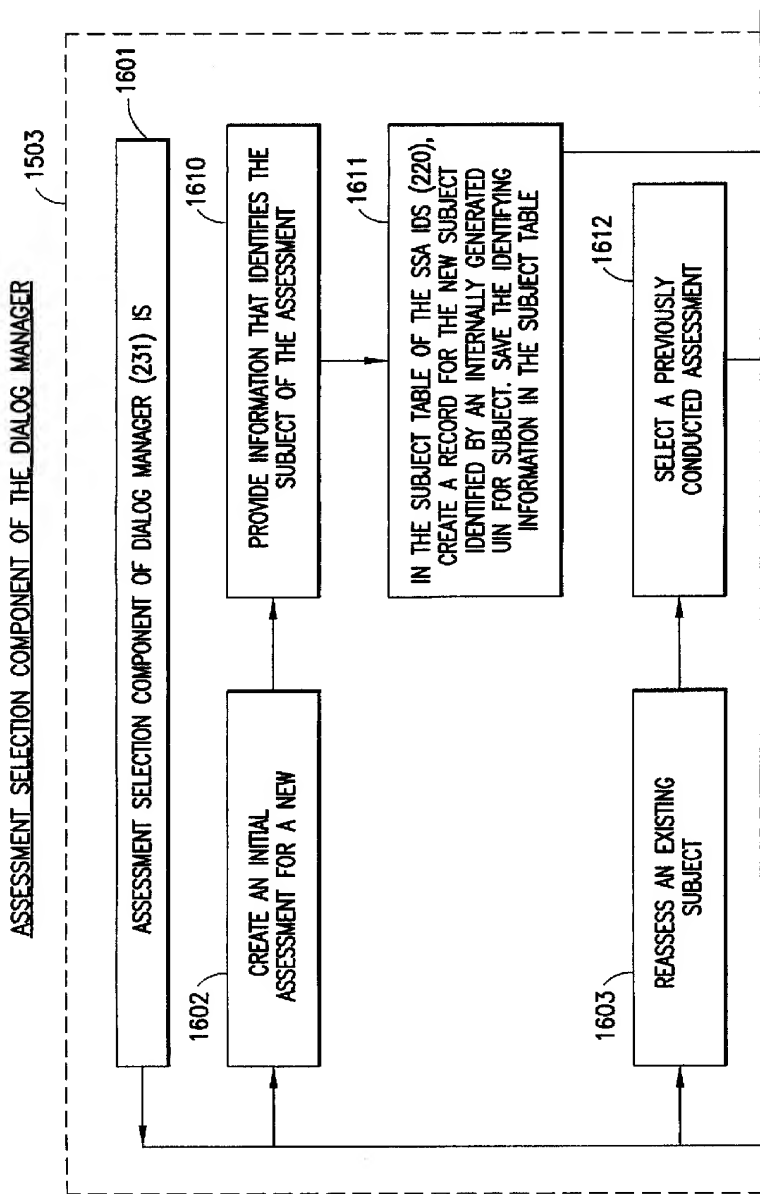 ASSESSMENT SELECTION COMPONENT OF THE DIALOG MANAGER
1503
1601
ASSESSMENT SELECTION COMPONENT OF DIALOG MANAGER (231) IS
1602
CREATE AN INITIAL
ASSESSMENT FOR A NEW
1610
PROVIDE INFORMATION THAT IDENTIFIES THE
SUBJECT OF THE ASSESSMENT
1611
IN THE SUBJECT TABLE OF THE SSA IDS (220),
CREATE A RECORD FOR THE NEW SUBJECT
IDENTIFIED BY AN INTERNALLY GENERATED
UIN FOR SUBJECT. SAVE THE IDENTIFYING
INFORMATION IN THE SUBJECT TABLE
1603
REASSESS AN EXISTING
SUBJECT
1612
SELECT A PREVIOUSLY
CONDUCTED ASSESSMENT